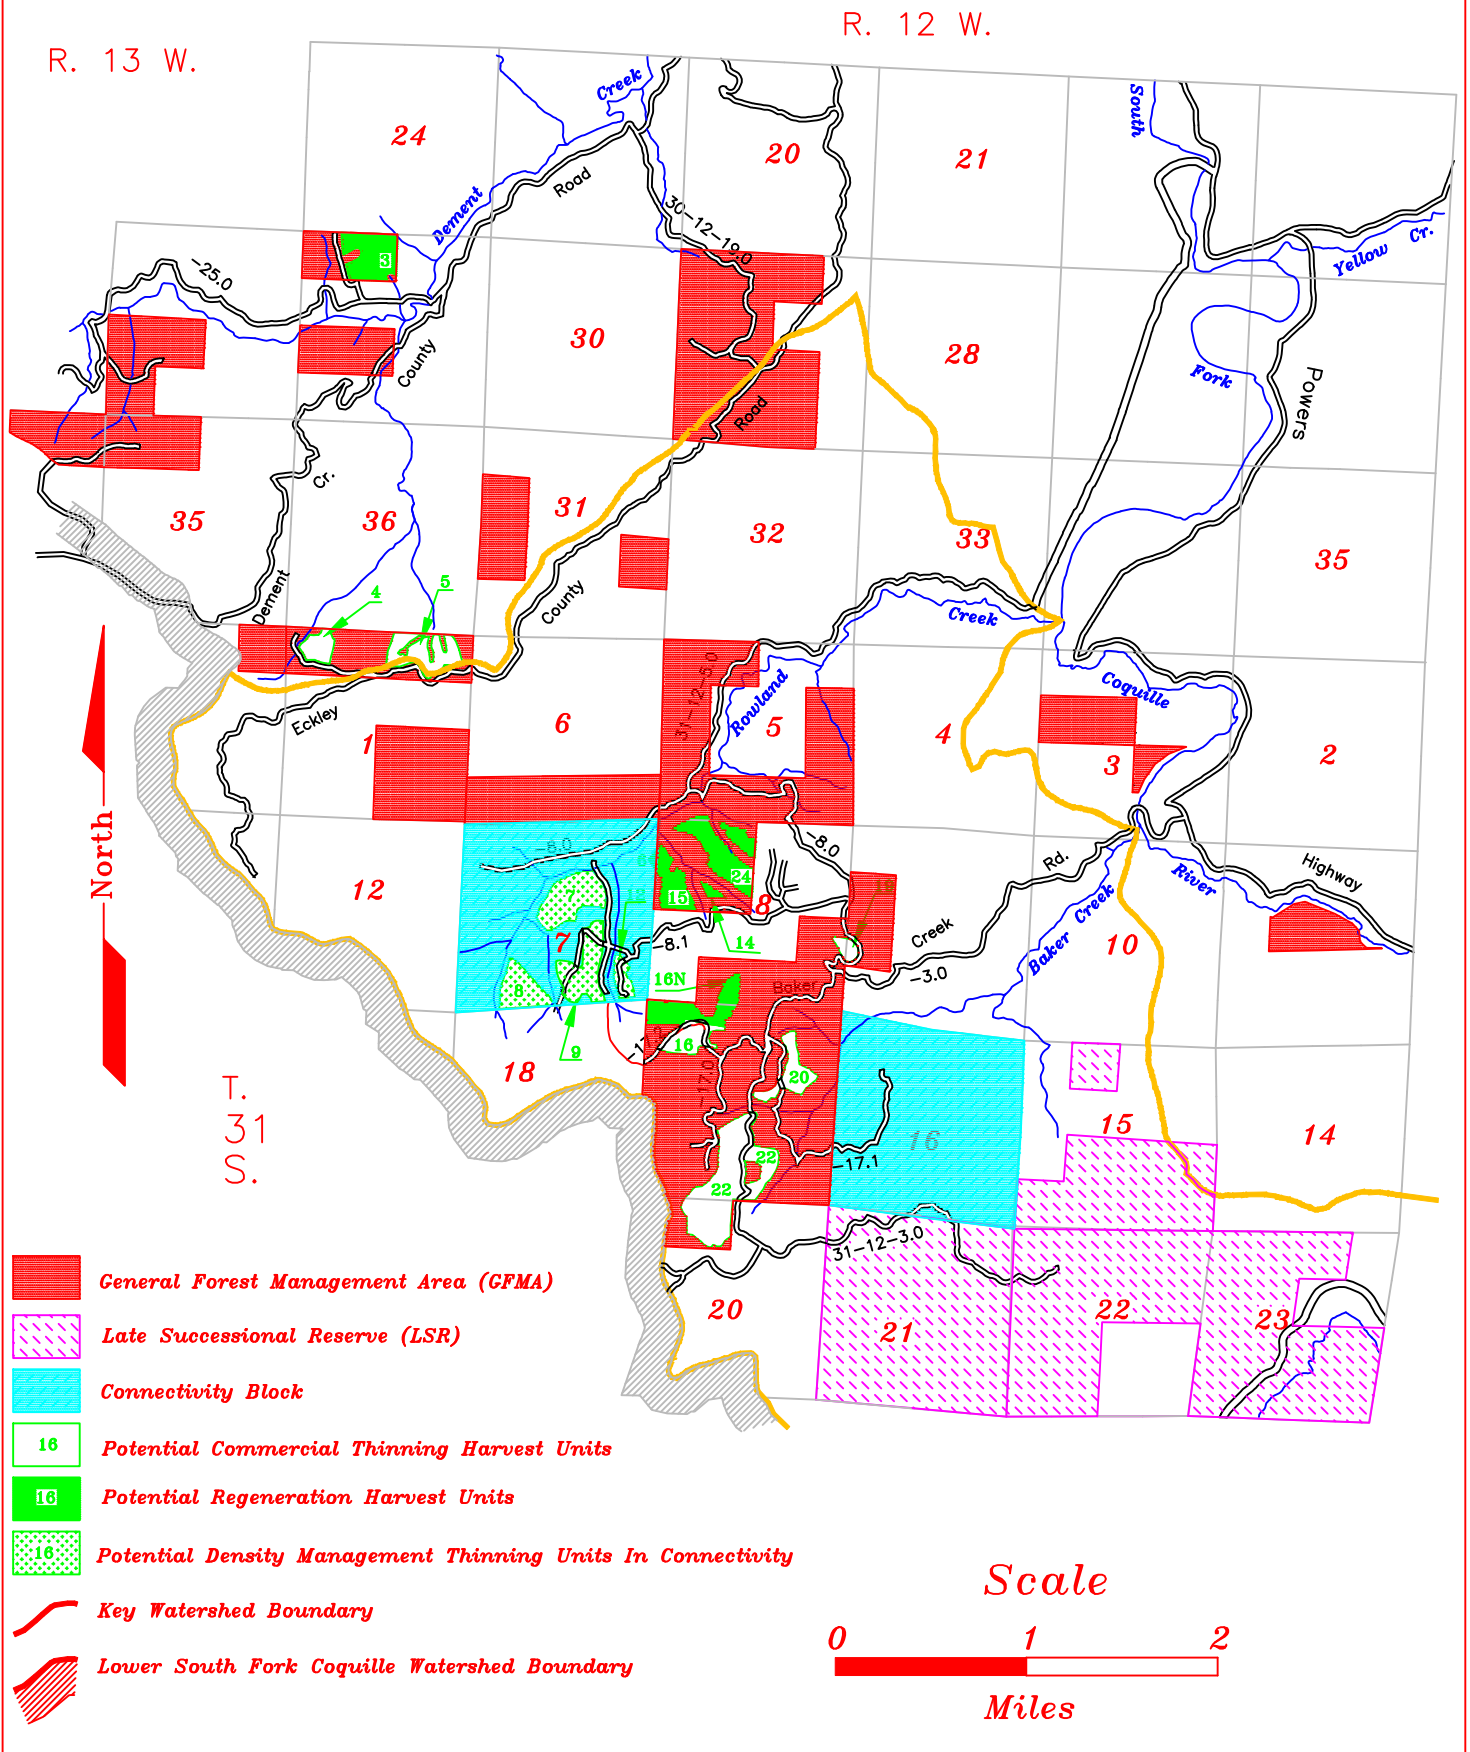 R. 13 W.
R. 12 W.
Creek
South
24
20
21
Road
Dement
30-12-19.0
Yellow Cr.
3
-25.0
30
28
County
Fork
Powers
Road
Cr.
35
36
31
32
33
35
Dement
4
5
County
Creek
31-12-5.0
Rowland
Coquille
Eckley
1
6
5
4
3
2
North
-8.0
-8.0
Rd.
River
Highway
12
7
15
24
8
Creek
Baker Creek
10
7
-8.1
14
16N
Baker
-3.0
8
9
18
16
20
-17.0
T.
31
S.
16
15
14
22
22
-17.1
31-12-3.0
20
21
22
23
General Forest Management Area (GFMA)
Late Successional Reserve (LSR)
Connectivity Block
16 Potential Commercial Thinning Harvest Units
16 Potential Regeneration Harvest Units
16 Potential Density Management Thinning Units In Connectivity
Key Watershed Boundary
Lower South Fork Coquille Watershed Boundary
Scale
0 1 2
Miles